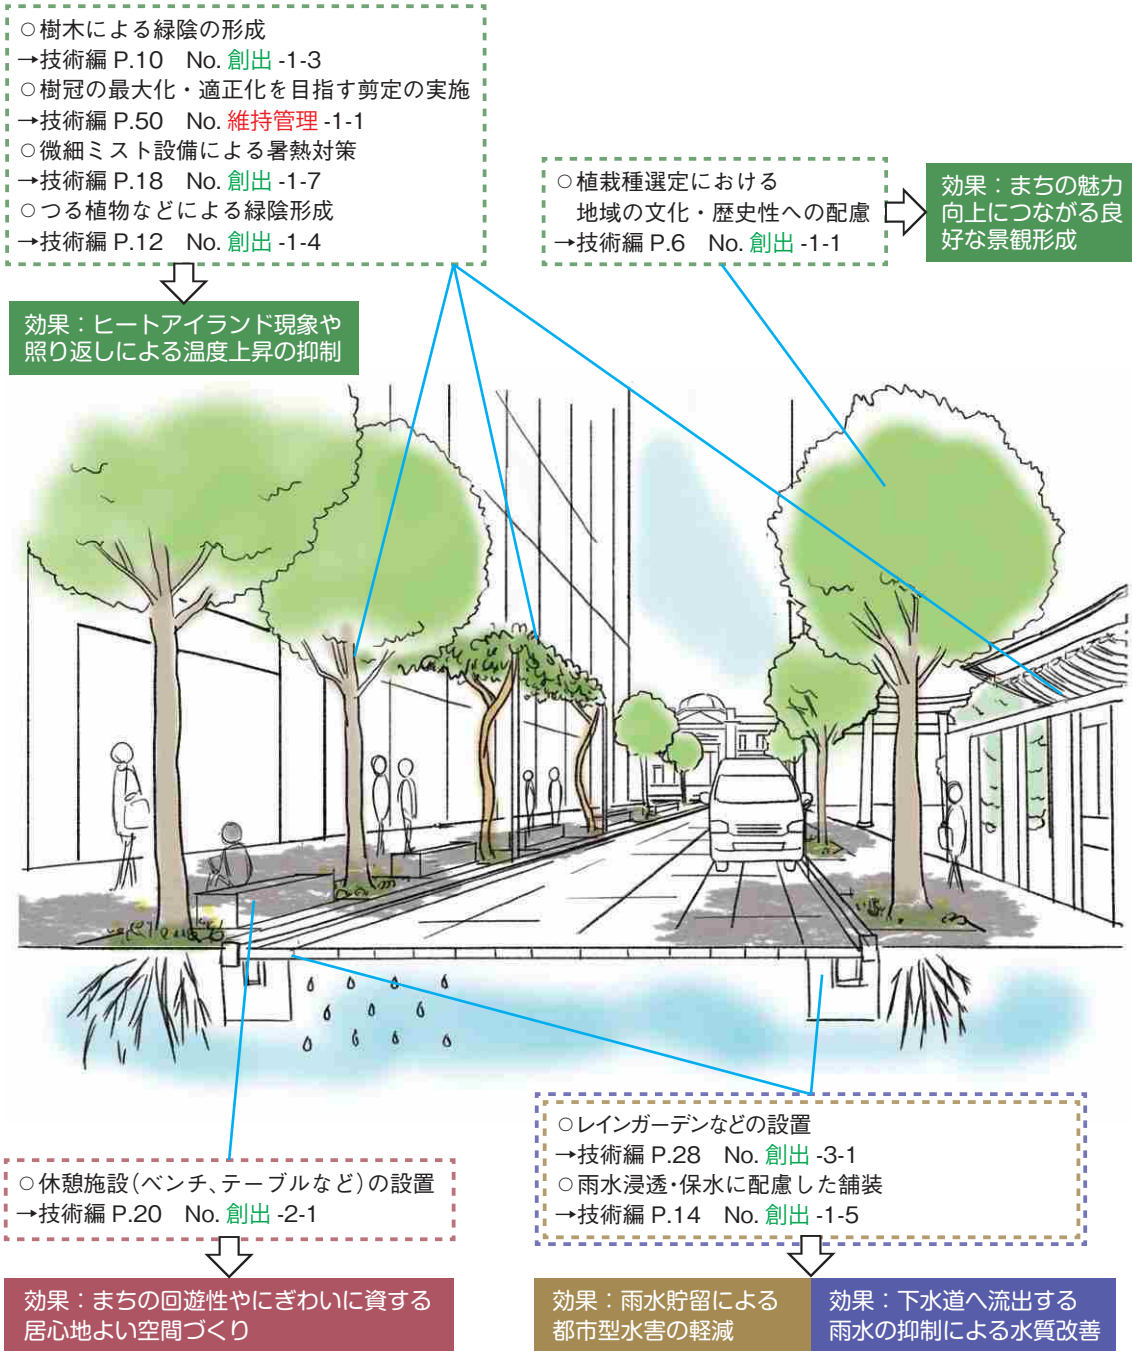 ○樹木による緑陰の形成
→技術編 P.10 No. 創出 -1-3
○樹冠の最大化・適正化を目指す剪定の実施
→技術編 P.50 No. 維持管理 -1-1
○微細ミスト設備による暑熱対策
→技術編 P.18 No. 創出 -1-7
○つる植物などによる緑陰形成
→技術編 P.12 No. 創出 -1-4
効果：ヒートアイランド現象や
照り返しによる温度上昇の抑制
○植栽種選定における
地域の文化・歴史性への配慮
→技術編 P.6 No. 創出 -1-1
効果：まちの魅力
向上につながる良
好な景観形成
○休憩施設（ベンチ、テーブルなど）の設置
→技術編 P.20 No. 創出 -2-1
効果：まちの回遊性やにぎわいに資する
居心地よい空間づくり
○レインガーデンなどの設置
→技術編 P.28 No. 創出 -3-1
○雨水浸透・保水に配慮した舗装
→技術編 P.14 No. 創出 -1-5
効果：雨水貯留による
都市型水害の軽減
効果：下水道へ流出する
雨水の抑制による水質改善